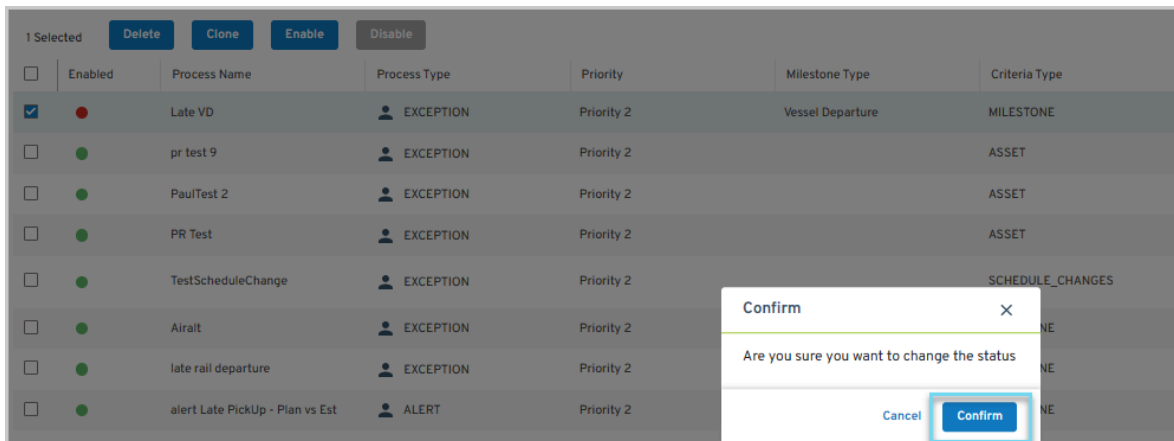 1 Selected Delete Clone Enable Disable
Enabled Process Name Process Type Priority Milestone Type Criteria Type
Late VD EXCEPTION Priority 2 Vessel Departure MILESTONE
pr test 9 EXCEPTION Priority 2 ASSET
PaulTest 2 EXCEPTION Priority 2 ASSET
PR Test EXCEPTION Priority 2 ASSET
TestScheduleChange EXCEPTION Priority 2 SCHEDULE_CHANGES
Airalt EXCEPTION Priority 2 NE
late rail departure EXCEPTION Priority 2 NE
alert Late PickUp - Plan vs Est ALERT Priority 2 NE
Confirm
Are you sure you want to change the status
Cancel Confirm